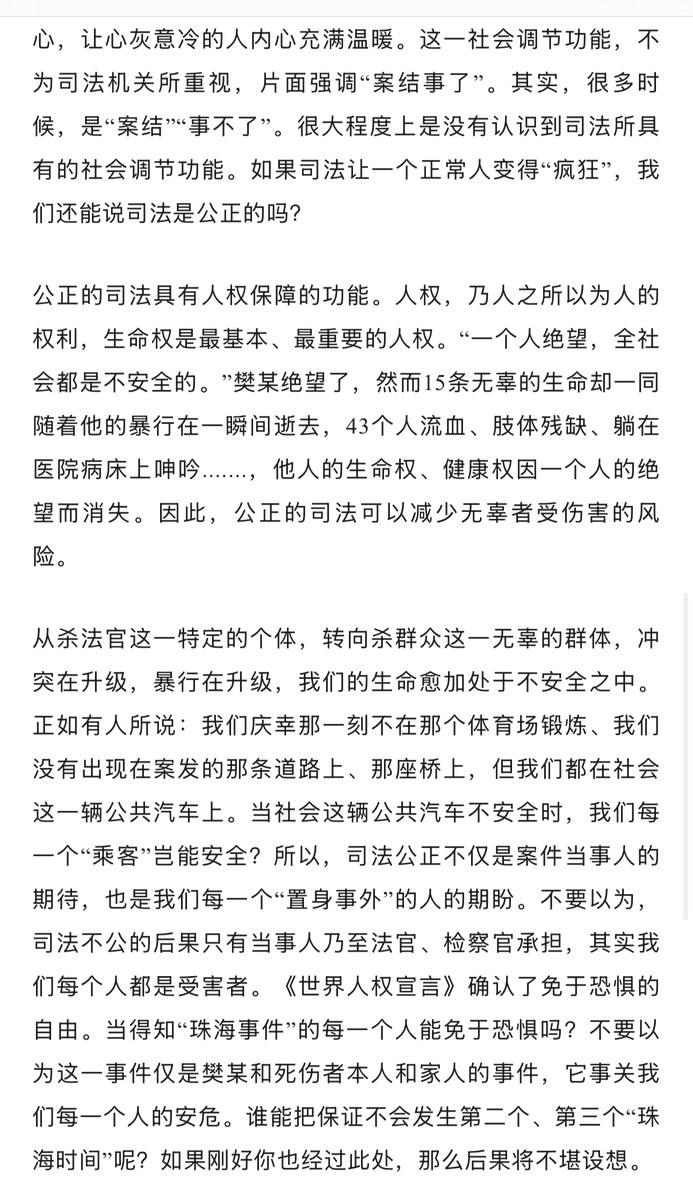 心，让心灰意冷的人内心充满温暖。这一社会调节功能，不
为司法机关所重视，片面强调“案结事了”。其实，很多时
候，是“案结”“事不了”。很大程度上是没有认识到司法所具
有的社会调节功能。如果司法让一个正常人变得“疯狂”，我
们还能说司法是公正的吗？
公正的司法具有人权保障的功能。人权，乃人之所以为人的
权利，生命权是最基本、最重要的人权。“一个人绝望，全社
会都是不安全的。”樊某绝望了，然而15条无辜的生命却一同
随着他的暴行在一瞬间逝去，43个人流血、肢体残缺、躺在
医院病床上呻吟.......，他人的生命权、健康权因一个人的绝
望而消失。因此，公正的司法可以减少无辜者受伤害的风
险。
从杀法官这一特定的个体，转向杀群众这一无辜的群体，冲
突在升级，暴行在升级，我们的生命愈加处于不安全之中。
正如有人所说：我们庆幸那一刻不在那个体育场锻炼、我们
没有出现在案发的那条道路上、那座桥上，但我们都在社会
这一辆公共汽车上。当社会这辆公共汽车不安全时，我们每
一个“乘客”岂能安全？所以，司法公正不仅是案件当事人的
期待，也是我们每一个“置身事外”的人的期盼。不要以为，
司法不公的后果只有当事人乃至法官、检察官承担，其实我
们每个人都是受害者。《世界人权宣言》确认了免于恐惧的
自由。当得知“珠海事件”的每一个人能免于恐惧吗？不要以
为这一事件仅是樊某和死伤者本人和家人的事件，它事关我
们每一个人的安危。谁能把保证不会发生第二个、第三个“珠
海时间”呢？如果刚好你也经过此处，那么后果将不堪设想。